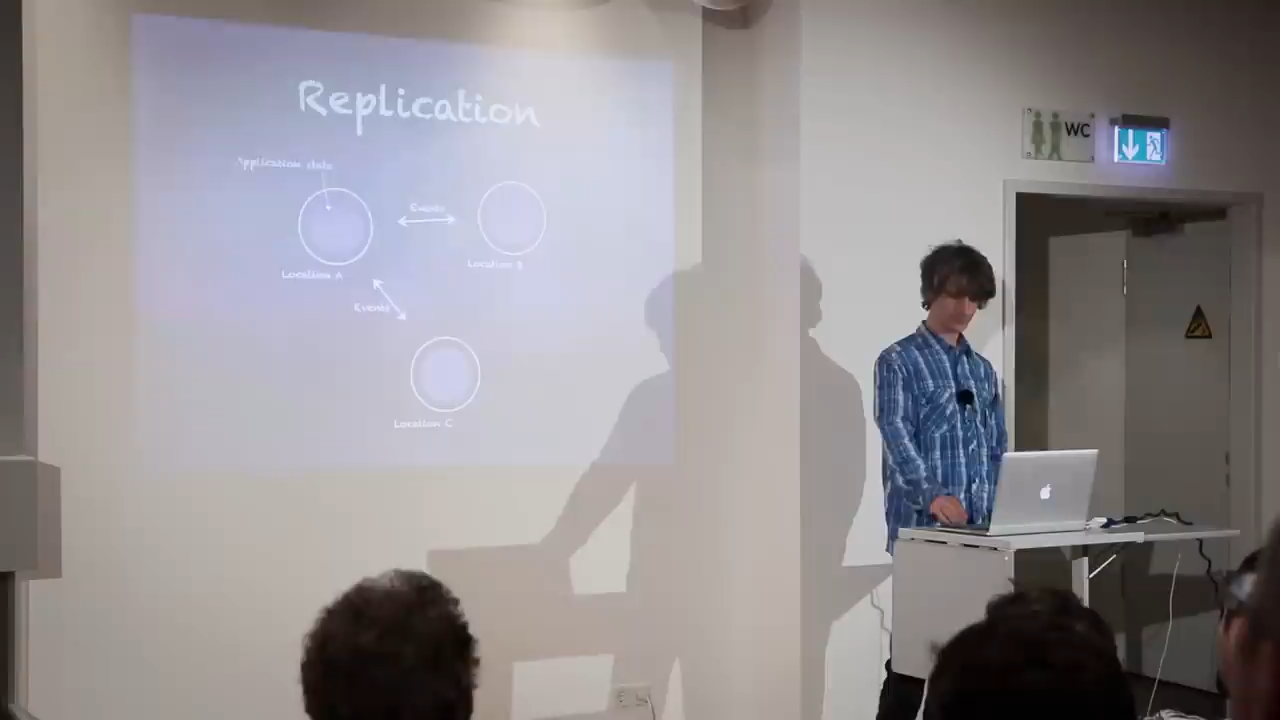 Replication
Application state
Events
Location A
Location B
Events
Location C
WC